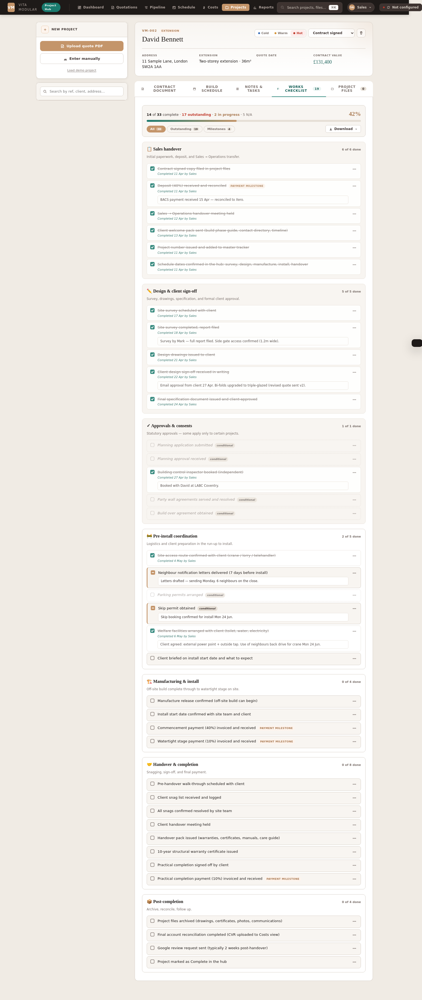 VM
VITA
MODULAR
Project
Hub
Dashboard
Quotations
Pipeline
Schedule
Costs
Projects
Reports
Search projects, files...
⌘K
SA
Sales
Not configured
NEW PROJECT
Upload quote PDF
Enter manually
Load demo project
Search by ref, client, address...
VM-002 EXTENSION
David Bennett
Cold
Warm
Hot
Contract signed
ADDRESS
11 Sample Lane, London
SW2A 1AA
EXTENSION
Two-storey extension · 36m²
QUOTE DATE
CONTRACT VALUE
£131,400
CONTRACT
DOCUMENT
BUILD
SCHEDULE
NOTES &
TASKS
WORKS
CHECKLIST
19
PROJECT
FILES
0
14 of 33 complete · 17 outstanding · 2 in progress · 5 N/A
42%
All 38
Outstanding 19
Milestones 4
Download
📋 Sales handover
6 of 6 done
Initial paperwork, deposit, and Sales → Operations transfer.
Contract signed copy filed in project files
Completed 11 Apr by Sales
Deposit (40%) received and reconciled PAYMENT MILESTONE
Completed 11 Apr by Sales
BACS payment received 15 Apr — reconciled to Xero.
Sales → Operations handover meeting held
Completed 12 Apr by Sales
Client welcome pack sent (build phase guide, contact directory, timeline)
Completed 13 Apr by Sales
Project number issued and added to master tracker
Completed 11 Apr by Sales
Schedule dates confirmed in the hub: survey, design, manufacture, install, handover
Completed 11 Apr by Sales
✏️ Design & client sign-off
5 of 5 done
Survey, drawings, specification, and formal client approval.
Site survey scheduled with client
Completed 17 Apr by Sales
Site survey completed, report filed
Completed 18 Apr by Sales
Survey by Mark — full report filed. Side gate access confirmed (1.2m wide).
Design drawings issued to client
Completed 21 Apr by Sales
Client design sign-off received in writing
Completed 22 Apr by Sales
Email approval from client 27 Apr. Bi-folds upgraded to triple-glazed (revised quote sent v2).
Final specification document issued and client-approved
Completed 24 Apr by Sales
✓ Approvals & consents
1 of 1 done
Statutory approvals — some apply only to certain projects.
Planning application submitted conditional
Planning approval received conditional
Building control inspector booked (independent)
Completed 27 Apr by Sales
Booked with David at LABC Coventry.
Party wall agreements served and resolved conditional
Build over agreement obtained conditional
🚧 Pre-install coordination
2 of 5 done
Logistics and client preparation in the run-up to install.
Site access route confirmed with client (crane / lorry / telehandler)
Completed 4 May by Sales
Neighbour notification letters delivered (7 days before install)
Letters drafted — sending Monday. 6 neighbours on the close.
Parking permits arranged conditional
Skip permit obtained conditional
Skip booking confirmed for install Mon 24 Jun.
Welfare facilities arranged with client (toilet, water, electricity)
Completed 6 May by Sales
Client agreed: external power point + outside tap. Use of neighbours back drive for crane Mon 24 Jun.
Client briefed on install start date and what to expect
🏗️ Manufacturing & install
0 of 4 done
Off-site build complete through to watertight stage on site.
Manufacture release confirmed (off-site build can begin)
Install start date confirmed with site team and client
Commencement payment (40%) invoiced and received PAYMENT MILESTONE
Watertight stage payment (10%) invoiced and received PAYMENT MILESTONE
🤝 Handover & completion
0 of 8 done
Snagging, sign-off, and final payment.
Pre-handover walk-through scheduled with client
Client snag list received and logged
All snags confirmed resolved by site team
Client handover meeting held
Handover pack issued (warranties, certificates, manuals, care guide)
10-year structural warranty certificate issued
Practical completion signed off by client
Practical completion payment (10%) invoiced and received PAYMENT MILESTONE
📦 Post-completion
0 of 4 done
Archive, reconcile, follow up.
Project files archived (drawings, certificates, photos, communications)
Final account reconciliation completed (CVR uploaded to Costs view)
Google review request sent (typically 2 weeks post-handover)
Project marked as Complete in the hub